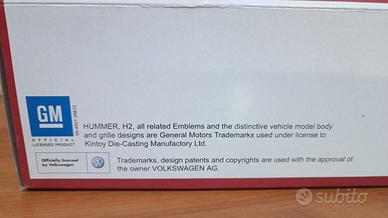 GM
OFFICIAL
LICENSED PRODUCT
HUMMER, H2, all related Emblems and the distinctive vehicle model body
and grille designs are General Motors Trademarks used under license to
Kintoy Die-Casting Manufactory Ltd.
Officially licensed
by Volkswagen
Trademarks, design patents and copyrights are used with the approval of
the owner VOLKSWAGEN AG.
subito